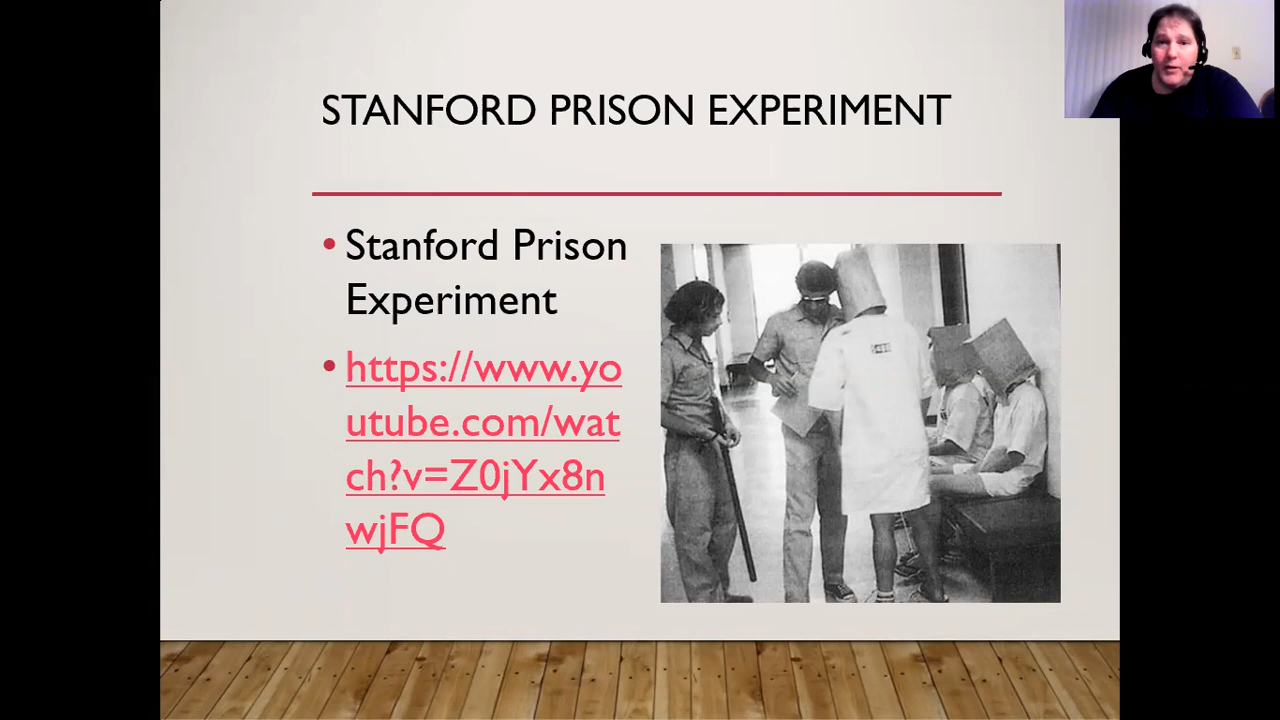 STANFORD PRISON EXPERIMENT
• Stanford Prison
Experiment
• https://www.yo
utube.com/wat
ch?v=Z0jYx8n
wjFQ